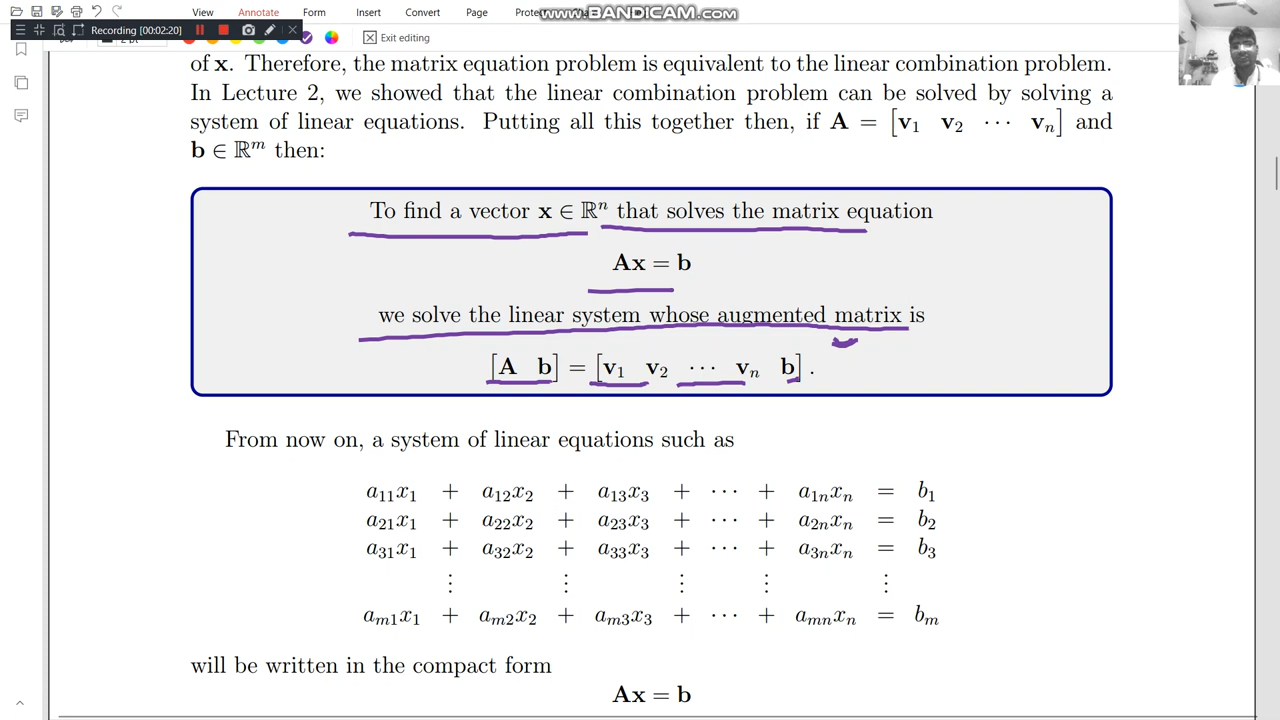 View Annotate Form Insert Convert Page Prote
www.BANDICAM.com
Recording [00:02:20]
Exit editing
of x. Therefore, the matrix equation problem is equivalent to the linear combination problem.
In Lecture 2, we showed that the linear combination problem can be solved by solving a
system of linear equations. Putting all this together then, if A = [v₁ v₂ ⋯ vₙ] and
b ∈ ℝᵐ then:
To find a vector x ∈ ℝⁿ that solves the matrix equation
Ax = b
we solve the linear system whose augmented matrix is
[A b] = [v₁ v₂ ⋯ vₙ b] .
From now on, a system of linear equations such as
a₁₁x₁ + a₁₂x₂ + a₁₃x₃ + ⋯ + a₁ₙxₙ = b₁
a₂₁x₁ + a₂₂x₂ + a₂₃x₃ + ⋯ + a₂ₙxₙ = b₂
a₃₁x₁ + a₃₂x₂ + a₃₃x₃ + ⋯ + a₃ₙxₙ = b₃
⋮ ⋮ ⋮ ⋮ ⋮
aₘ₁x₁ + aₘ₂x₂ + aₘ₃x₃ + ⋯ + aₘₙxₙ = bₘ
will be written in the compact form
Ax = b